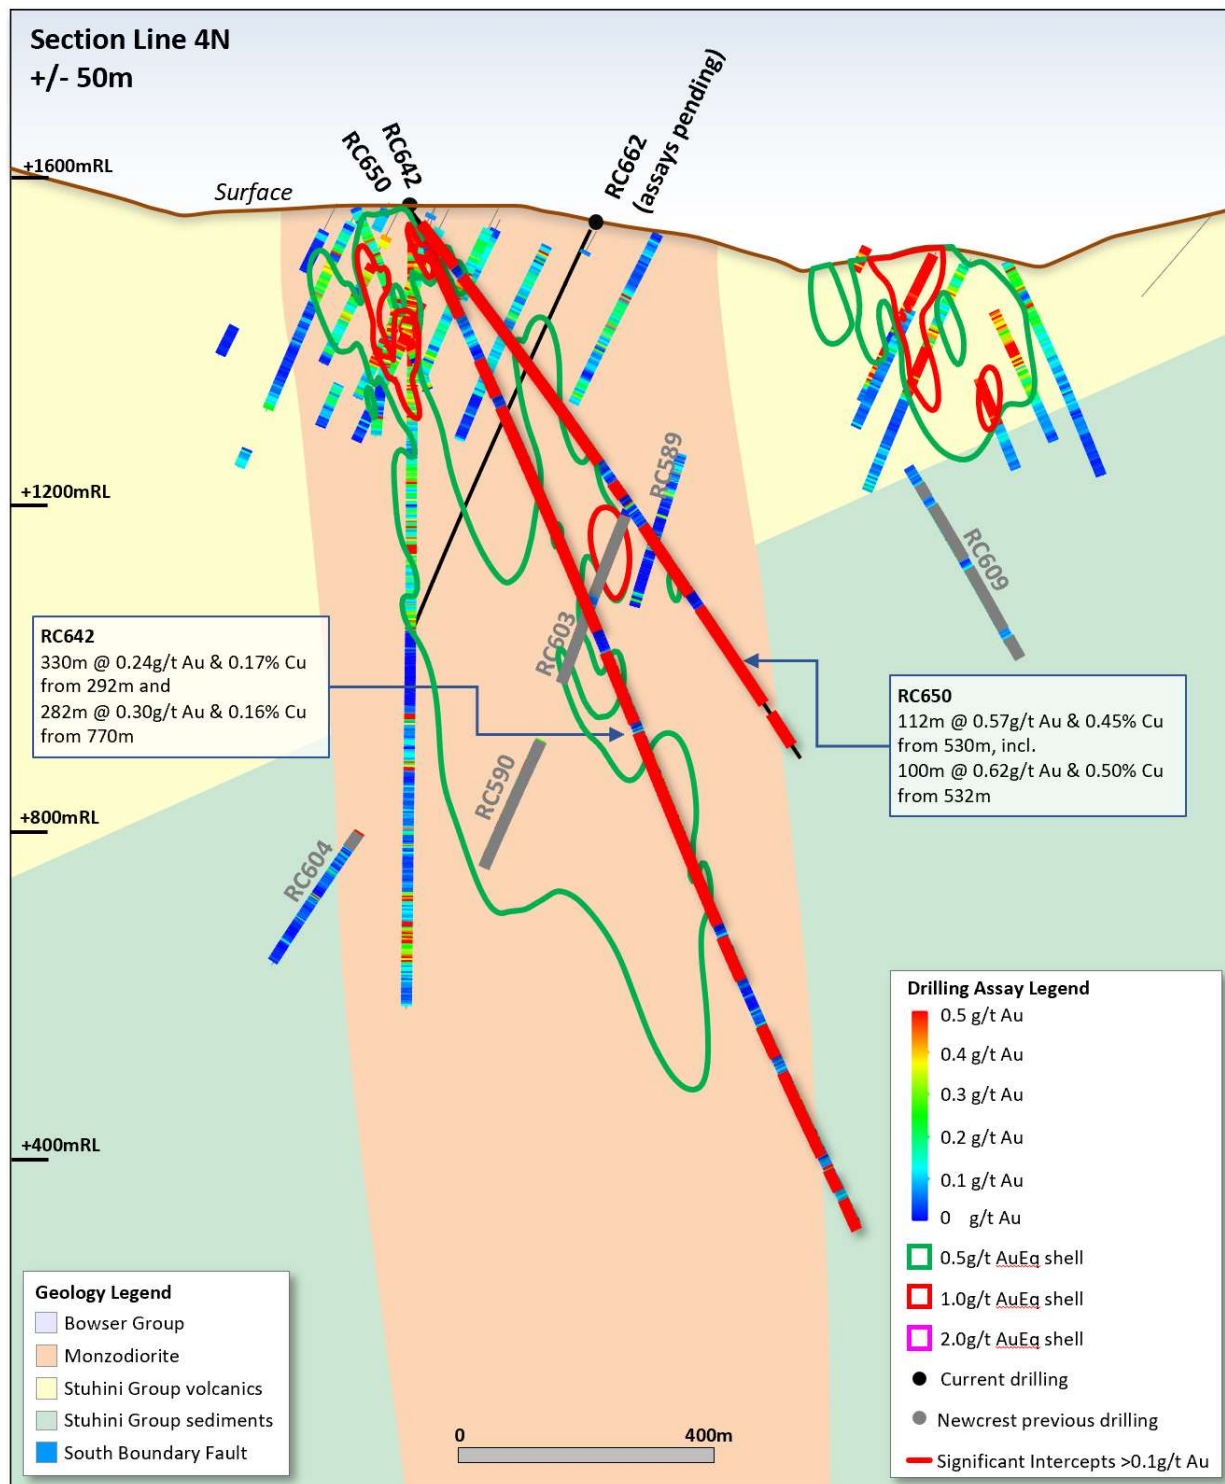 Section Line 4N
+/- 50m
RC650
RC642
RC662
(assays pending)
+1600mRL
Surface
+1200mRL
RC589
RC609
RC603
RC642
330m @ 0.24g/t Au & 0.17% Cu
from 292m and
282m @ 0.30g/t Au & 0.16% Cu
from 770m
RC650
112m @ 0.57g/t Au & 0.45% Cu
from 530m, incl.
100m @ 0.62g/t Au & 0.50% Cu
from 532m
RC590
+800mRL
RC604
+400mRL
Drilling Assay Legend
0.5 g/t Au
0.4 g/t Au
0.3 g/t Au
0.2 g/t Au
0.1 g/t Au
0 g/t Au
0.5g/t AuEq shell
1.0g/t AuEq shell
2.0g/t AuEq shell
Current drilling
Newcrest previous drilling
Significant Intercepts >0.1g/t Au
Geology Legend
Bowser Group
Monzodiorite
Stuhini Group volcanics
Stuhini Group sediments
South Boundary Fault
0 400m